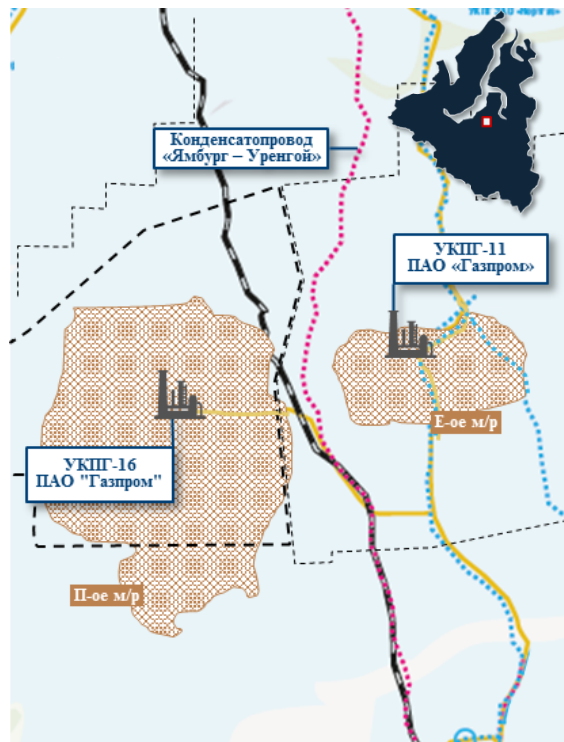 Конденсатопровод
«Ямбург – Уренгой»
УКПГ-11
ПАО «Газпром»
Е-ое м/р
УКПГ-16
ПАО "Газпром"
П-ое м/р